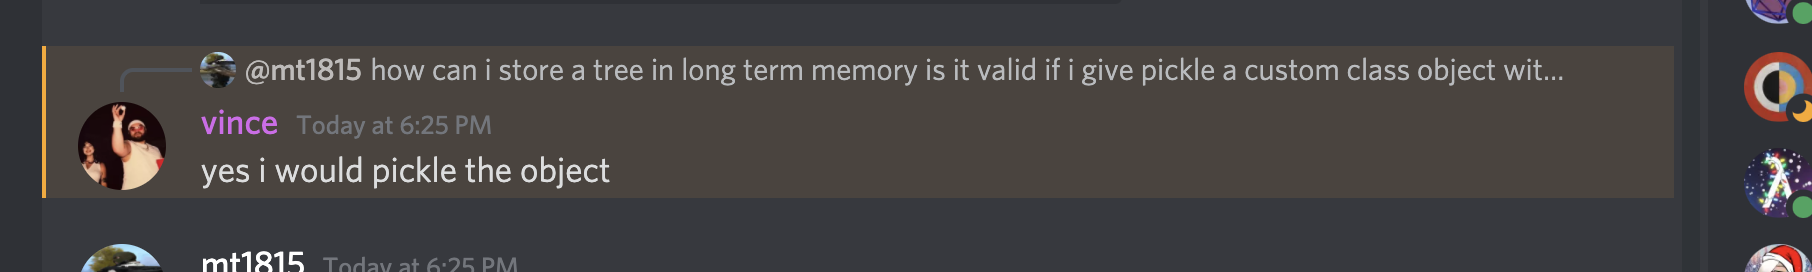 @mt1815 how can i store a tree in long term memory is it valid if i give pickle a custom class object wit...
vince Today at 6:25 PM
yes i would pickle the object
mt1815 Today at 6:25 PM